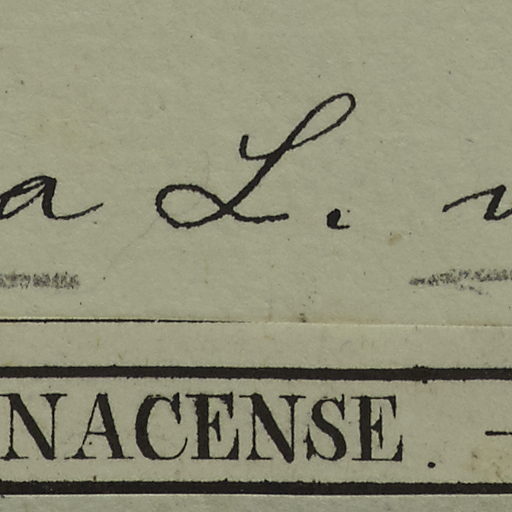 a L.
NACENSE. —